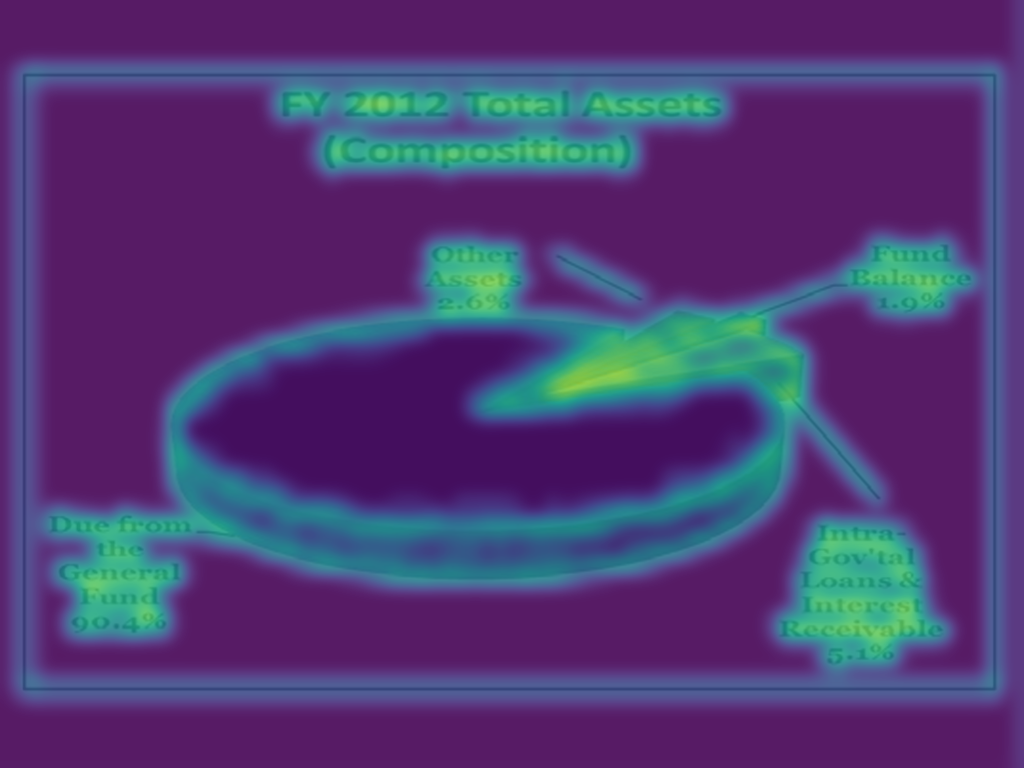 FY 2012 Total Assets
(Composition)
Other
Assets
2.6%
Fund
Balance
1.9%
Due from
the
General
Fund
90.4%
Intra-
Gov'tal
Loans &
Interest
Receivable
5.1%